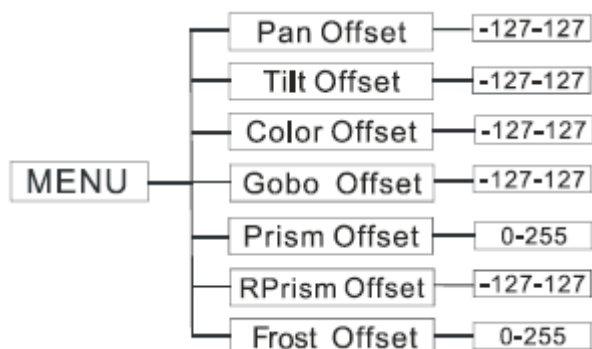 Pan Offset -127-127
Tilt Offset -127-127
Color Offset -127-127
MENU
Gobo Offset -127-127
Prism Offset 0-255
RPrism Offset -127-127
Frost Offset 0-255